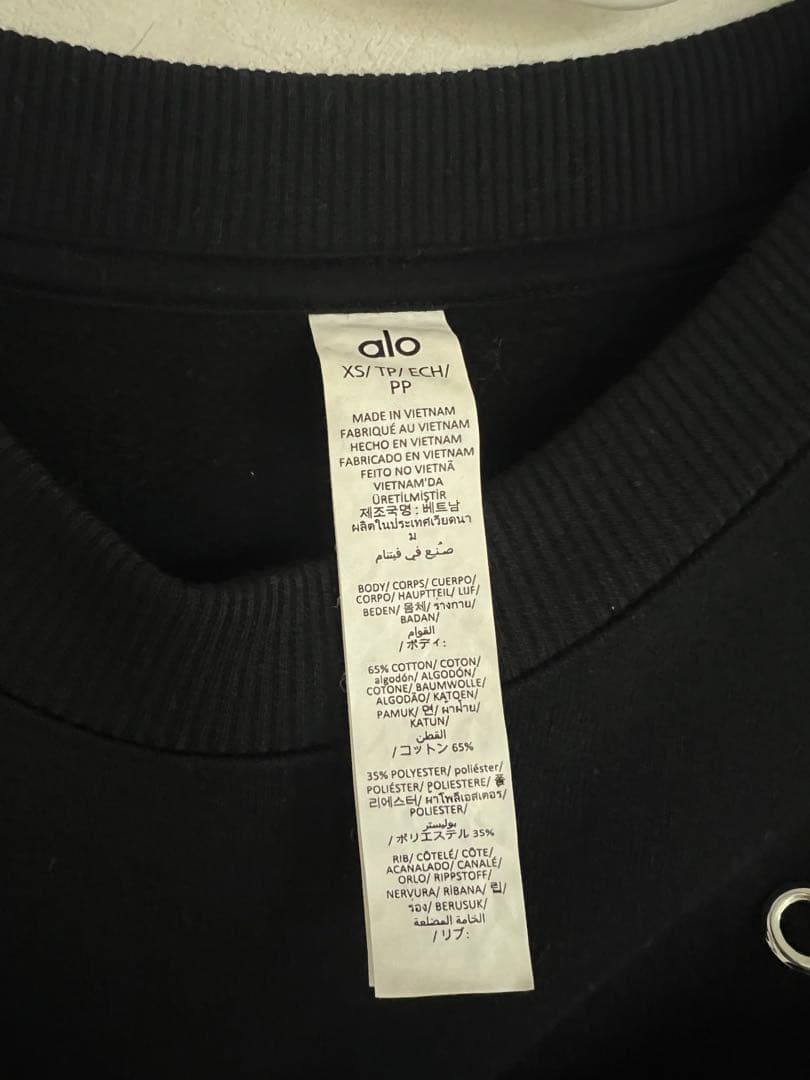 alo
XS/ TP/ ECH/
PP
MADE IN VIETNAM
FABRIQUÉ AU VIETNAM
HECHO EN VIETNAM
FABRICADO EN VIETNAM
FEITO NO VIETNÃ
VIETNAM'DA
ÜRETİLMİŞTİR
제조국명 : 베트남
ผลิตในประเทศเวียดนา
ม
صُنع في فيتنام
BODY/ CORPS/ CUERPO/
CORPO/ HAUPTTEIL/ LIJF/
BEDEN/ 몸체/ ร่างกาย/
BADAN/
القوام
/ ボディ:
65% COTTON/ COTON/
algodón/ ALGODÓN/
COTONE/ BAUMWOLLE/
ALGODÃO/ KATOEN/
PAMUK/ 면/ ผ้าฝ้าย/
KATUN/
القطن
/ コットン 65%
35% POLYESTER/ poliéster/
POLIÉSTER/ POLIESTERE/ 폴
리에스터/ ผ้าโพลีเอสเตอร์/
POLIESTER/
بوليستر
/ ポリエステル 35%
RIB/ CÔTELÉ/ CÔTE/
ACANALADO/ CANALÉ/
ORLO/ RIPPSTOFF/
NERVURA/ RİBANA/ 립/
ร่อง/ BERUSUK/
الخامة المضلعة
/ リブ: